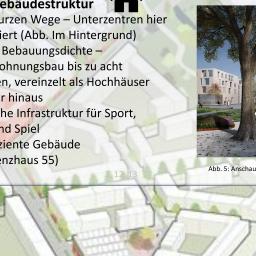 ebäudestruktur
urzen Wege – Unterzentren hier
iert (Abb. Im Hintergrund)
Bebauungsdichte –
ohnungsbau bis zu acht
en, vereinzelt als Hochhäuser
r hinaus
he Infrastruktur für Sport,
nd Spiel
ziente Gebäude
enzhaus 55)
Abb. 5: Anschau